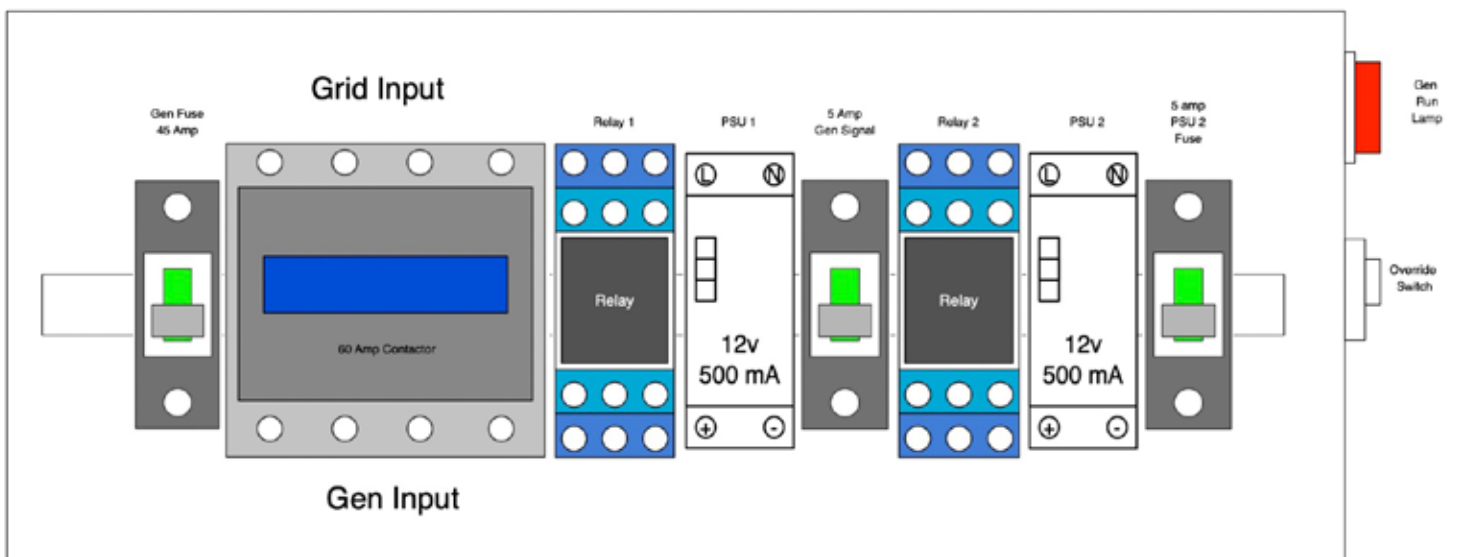 Grid Input
Gen Fuse
45 Amp
Relay 1
PSU 1
5 Amp
Gen Signal
Relay 2
PSU 2
5 amp
PSU 2
Fuse
Gen
Run
Lamp
L
N
L
N
Relay
Relay
Override
Switch
60 Amp Contactor
12v
500 mA
12v
500 mA
+
-
+
-
Gen Input